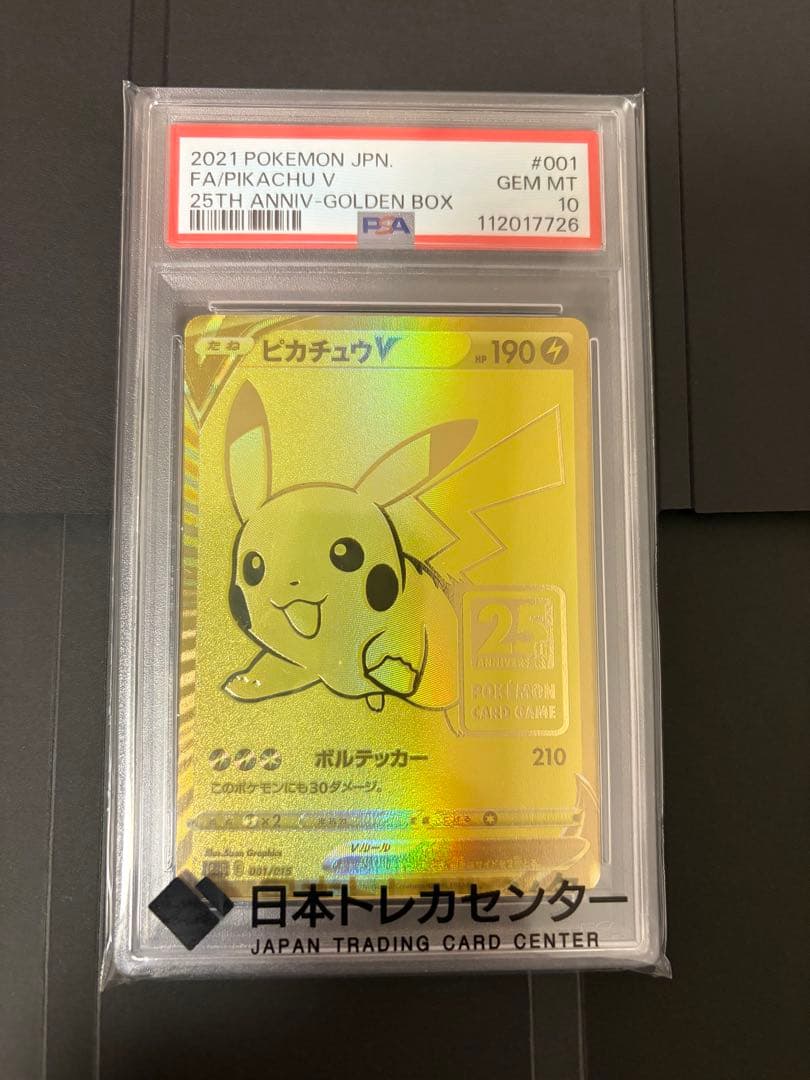 2021 POKEMON JPN. #001
FA/PIKACHU V GEM MT
25TH ANNIV-GOLDEN BOX 10
PSA 112017726
たね ピカチュウV HP 190
25th
ANNIVERSARY
POKÉMON
CARD GAME
ボルテッカー 210
このポケモンにも30ダメージ。
×2
Vルール
001/015
日本トレカセンター
JAPAN TRADING CARD CENTER